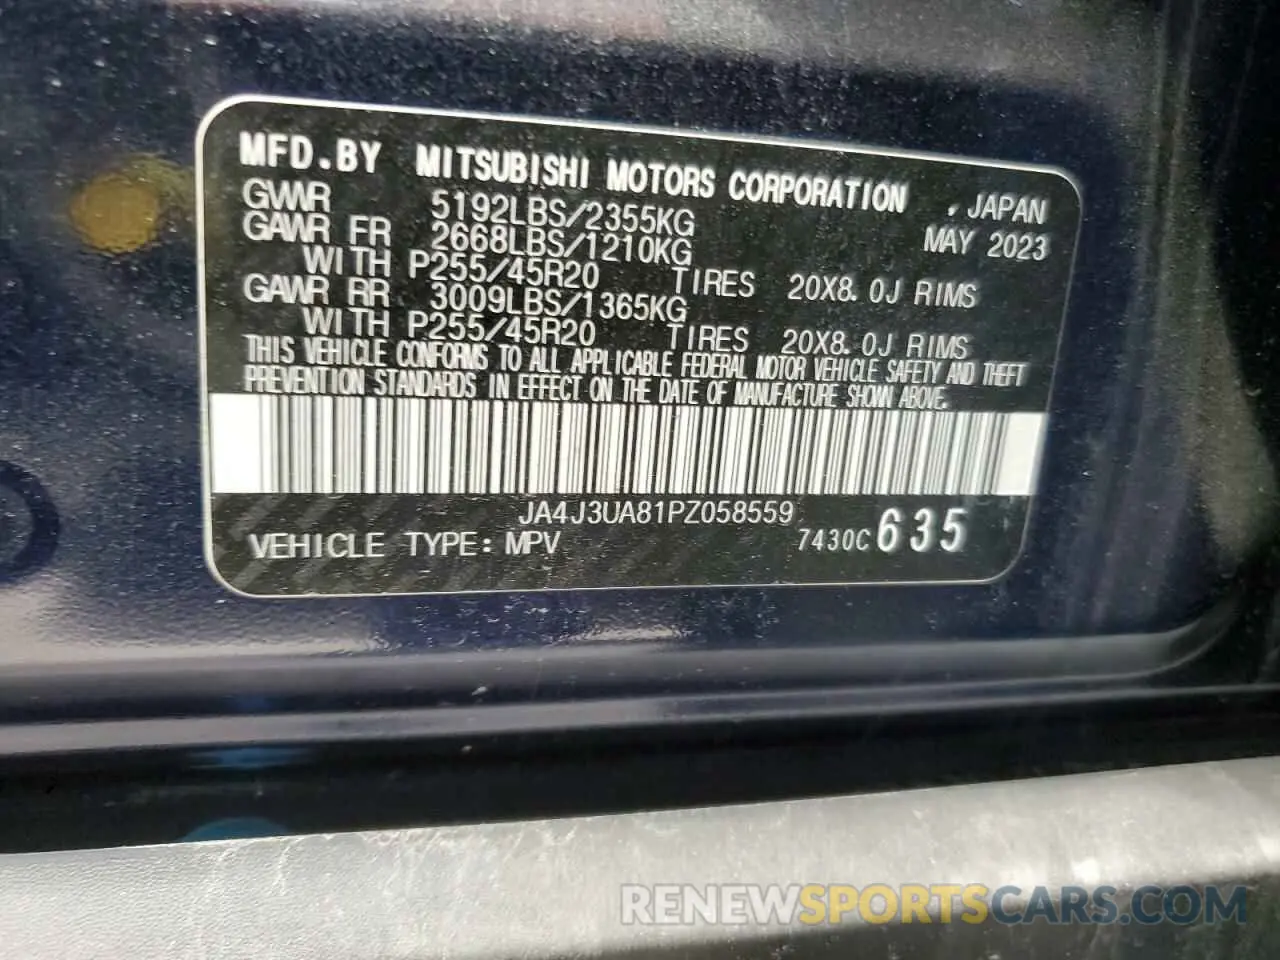 MFD.BY MITSUBISHI MOTORS CORPORATION , JAPAN
GVWR 5192LBS/2355KG MAY 2023
GAWR FR 2668LBS/1210KG
WITH P255/45R20 TIRES 20X8.0J RIMS
GAWR RR 3009LBS/1365KG
WITH P255/45R20 TIRES 20X8.0J RIMS
THIS VEHICLE CONFORMS TO ALL APPLICABLE FEDERAL MOTOR VEHICLE SAFETY AND THEFT
PREVENTION STANDARDS IN EFFECT ON THE DATE OF MANUFACTURE SHOWN ABOVE.
JA4J3UA81PZ058559
VEHICLE TYPE: MPV 7430C 635
RENEWSPORTSCARS.COM